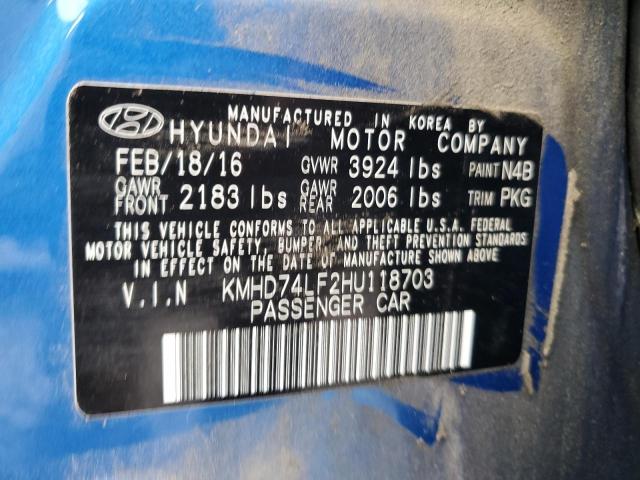 MANUFACTURED IN KOREA BY
HYUNDAI MOTOR COMPANY
FEB/18/16 GVWR 3924 lbs PAINT N4B
GAWR FRONT 2183 lbs GAWR REAR 2006 lbs TRIM PKG
THIS VEHICLE CONFORMS TO ALL APPLICABLE U.S.A. FEDERAL
MOTOR VEHICLE SAFETY, BUMPER, AND THEFT PREVENTION STANDARDS
IN EFFECT ON THE DATE OF MANUFACTURE SHOWN ABOVE.
V.I.N KMHD74LF2HU118703
PASSENGER CAR